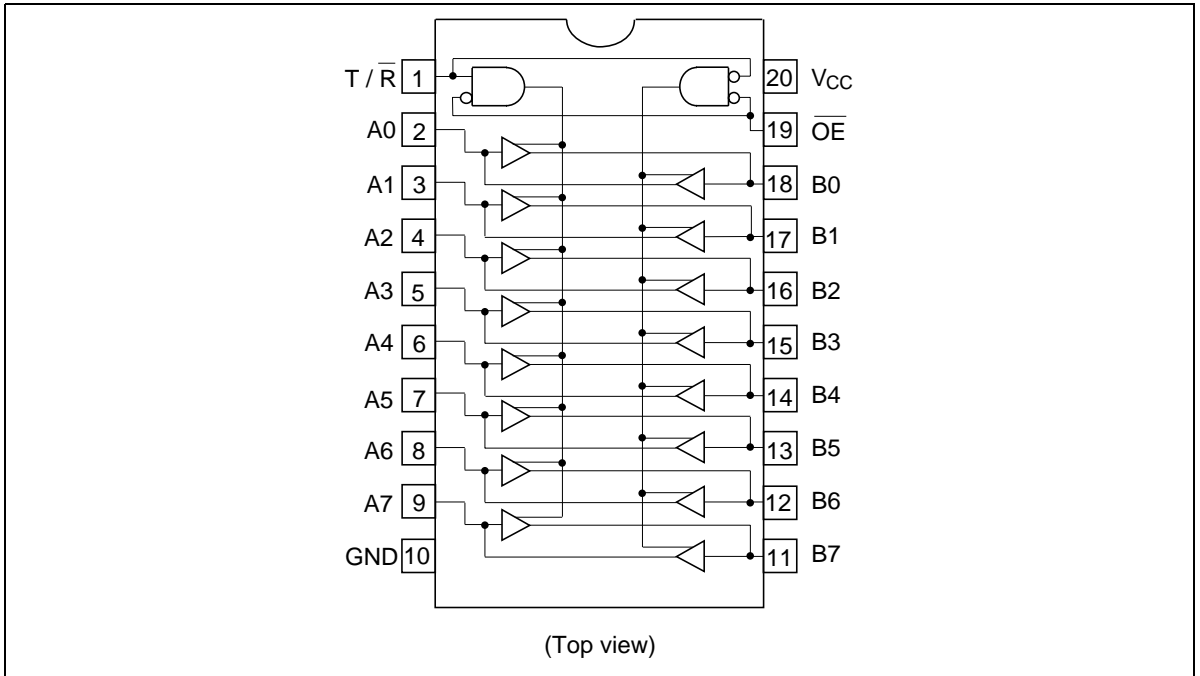 T / R̅ 1 20 VCC
A0 2 19 O̅E̅
A1 3 18 B0
A2 4 17 B1
A3 5 16 B2
A4 6 15 B3
A5 7 14 B4
A6 8 13 B5
A7 9 12 B6
GND 10 11 B7
(Top view)